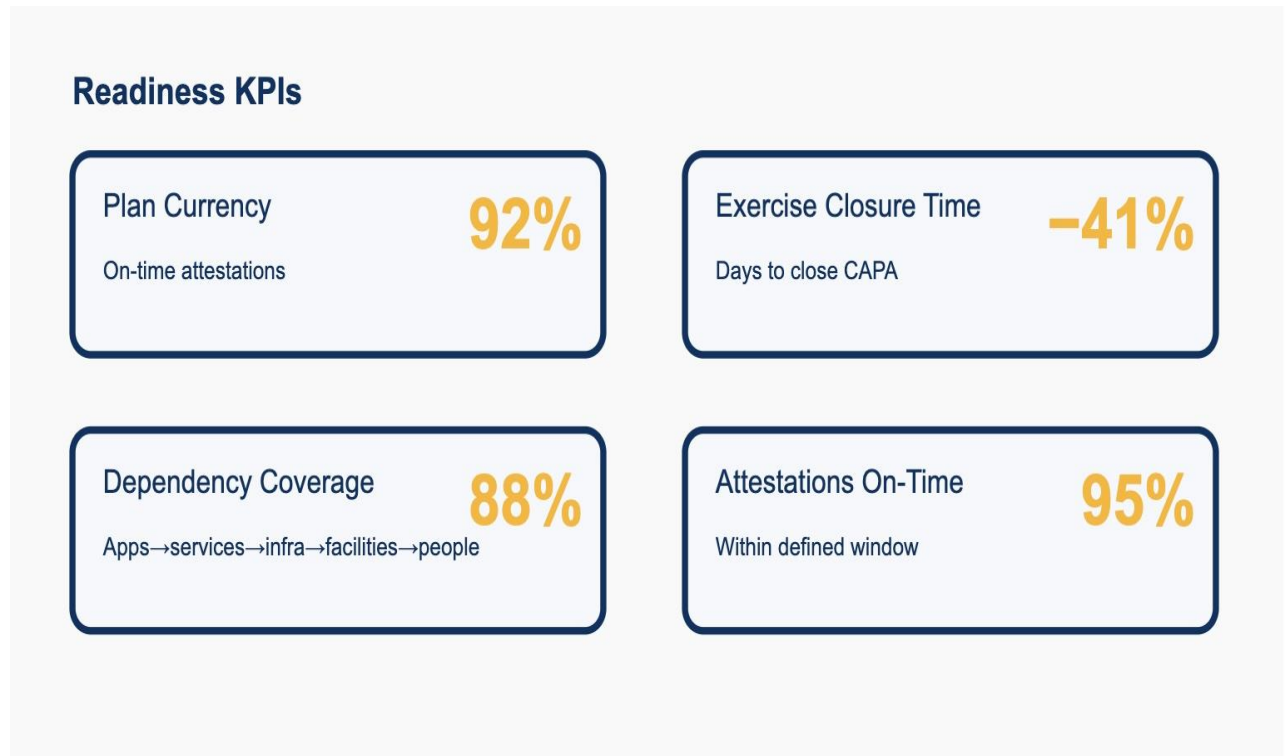 Readiness KPIs
Plan Currency
92%
On-time attestations
Exercise Closure Time
−41%
Days to close CAPA
Dependency Coverage
88%
Apps→services→infra→facilities→people
Attestations On-Time
95%
Within defined window